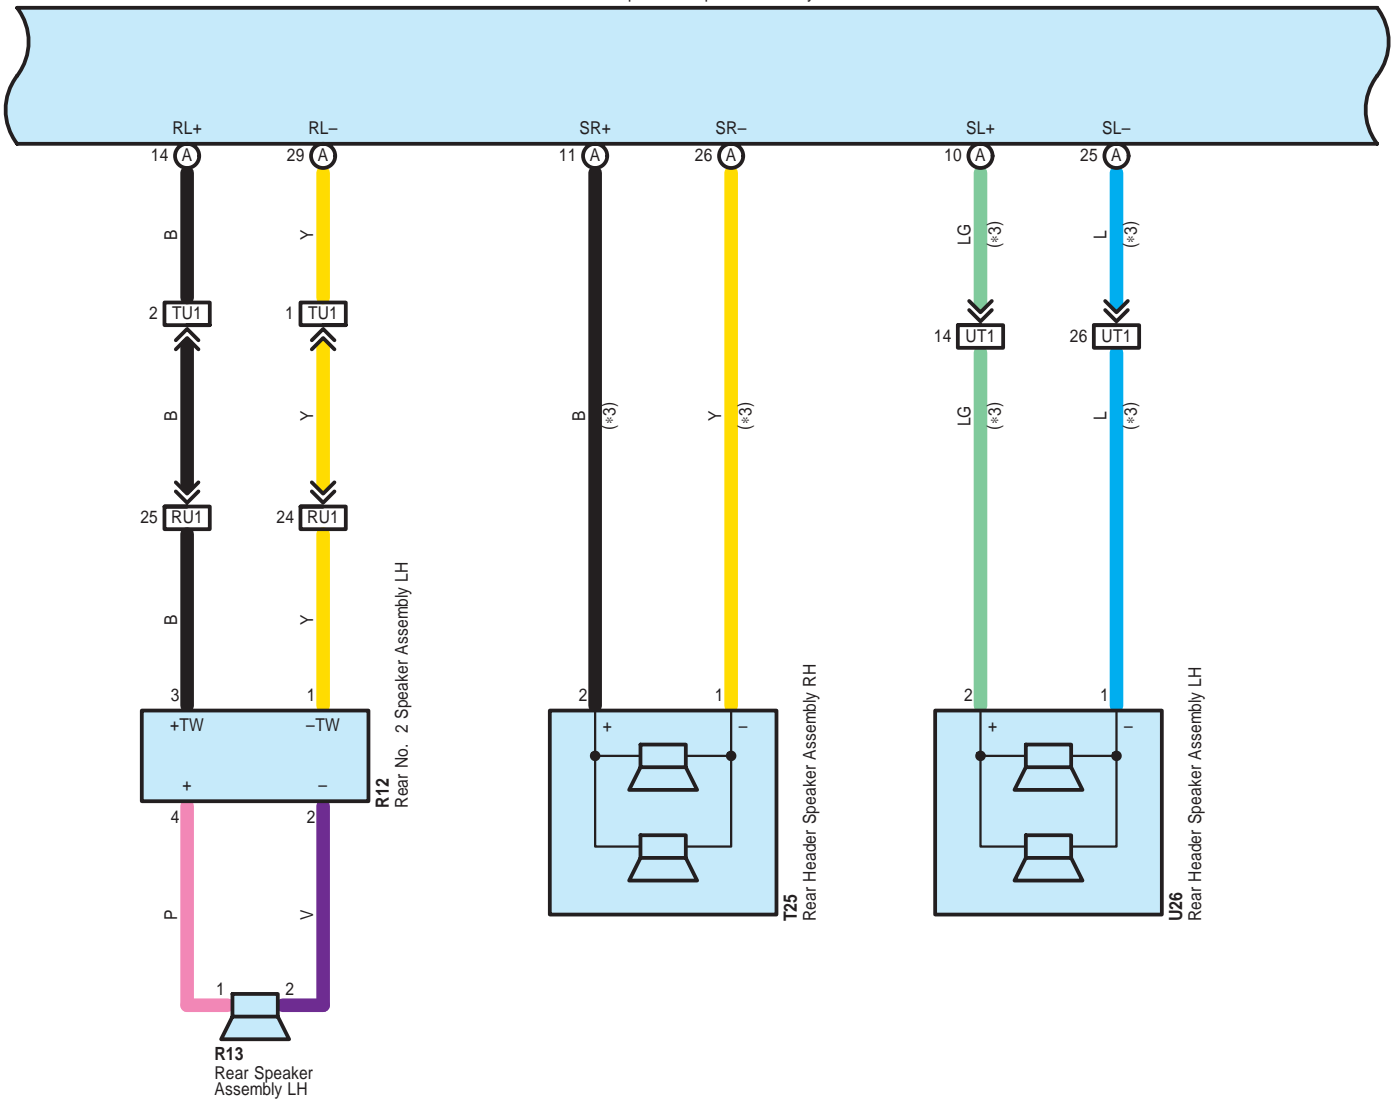 RL+ RL– SR+ SR– SL+ SL–
14 A 29 A 11 A 26 A 10 A 25 A
B Y LG (*3) L (*3)
2 TU1 1 TU1
14 UT1 26 UT1
B Y B (*3) Y (*3) LG (*3) L (*3)
25 RU1 24 RU1
B Y
3 1 2 1 2 1
+TW –TW + – + –
+ –
R12
Rear No. 2 Speaker Assembly LH
T25
Rear Header Speaker Assembly RH
U26
Rear Header Speaker Assembly LH
4 2
P V
1 2
R13
Rear Speaker
Assembly LH